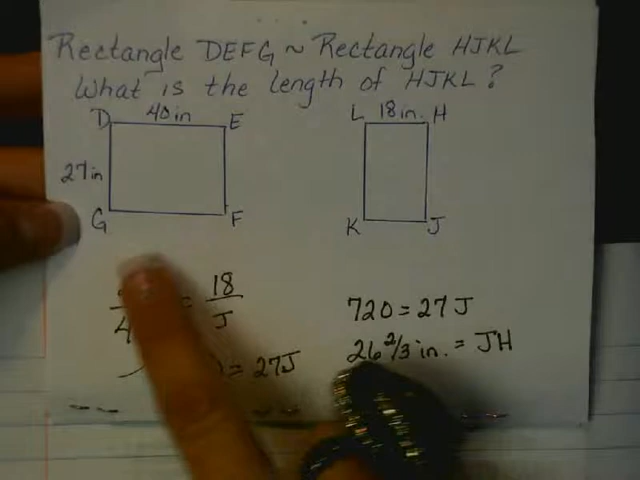 Rectangle DEFG ~ Rectangle HJKL
What is the length of HJKL?
D 40 in E
27 in
G F
L 18 in. H
K J
= 18/J
= 27J
720 = 27J
26 2/3 in. = JH